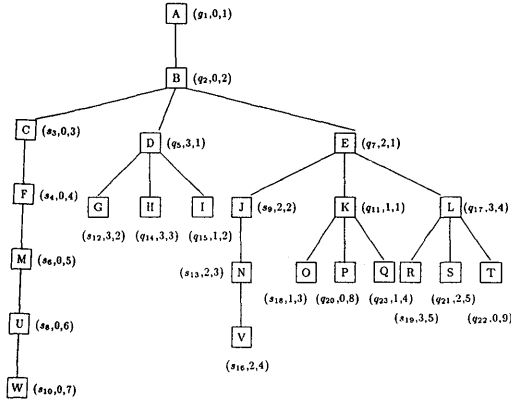 A (q₁,0,1)
B (q₂,0,2)
C (s₃,0,3)
D (q₅,3,1)
E (q₇,2,1)
F (s₄,0,4)
G
H
I
J (s₉,2,2)
K (q₁₁,1,1)
L (q₁₇,3,4)
(s₁₂,3,2) (q₁₄,3,3) (q₁₅,1,2)
M (s₆,0,5)
(s₁₃,2,3) N
O
P
Q
R
S
T
(s₁₈,1,3) (q₂₀,0,8) (q₂₃,1,4) (q₂₁,2,5)
(s₁₉,3,5) (q₂₂,0,9)
U (s₈,0,6)
V
(s₁₆,2,4)
W (s₁₀,0,7)